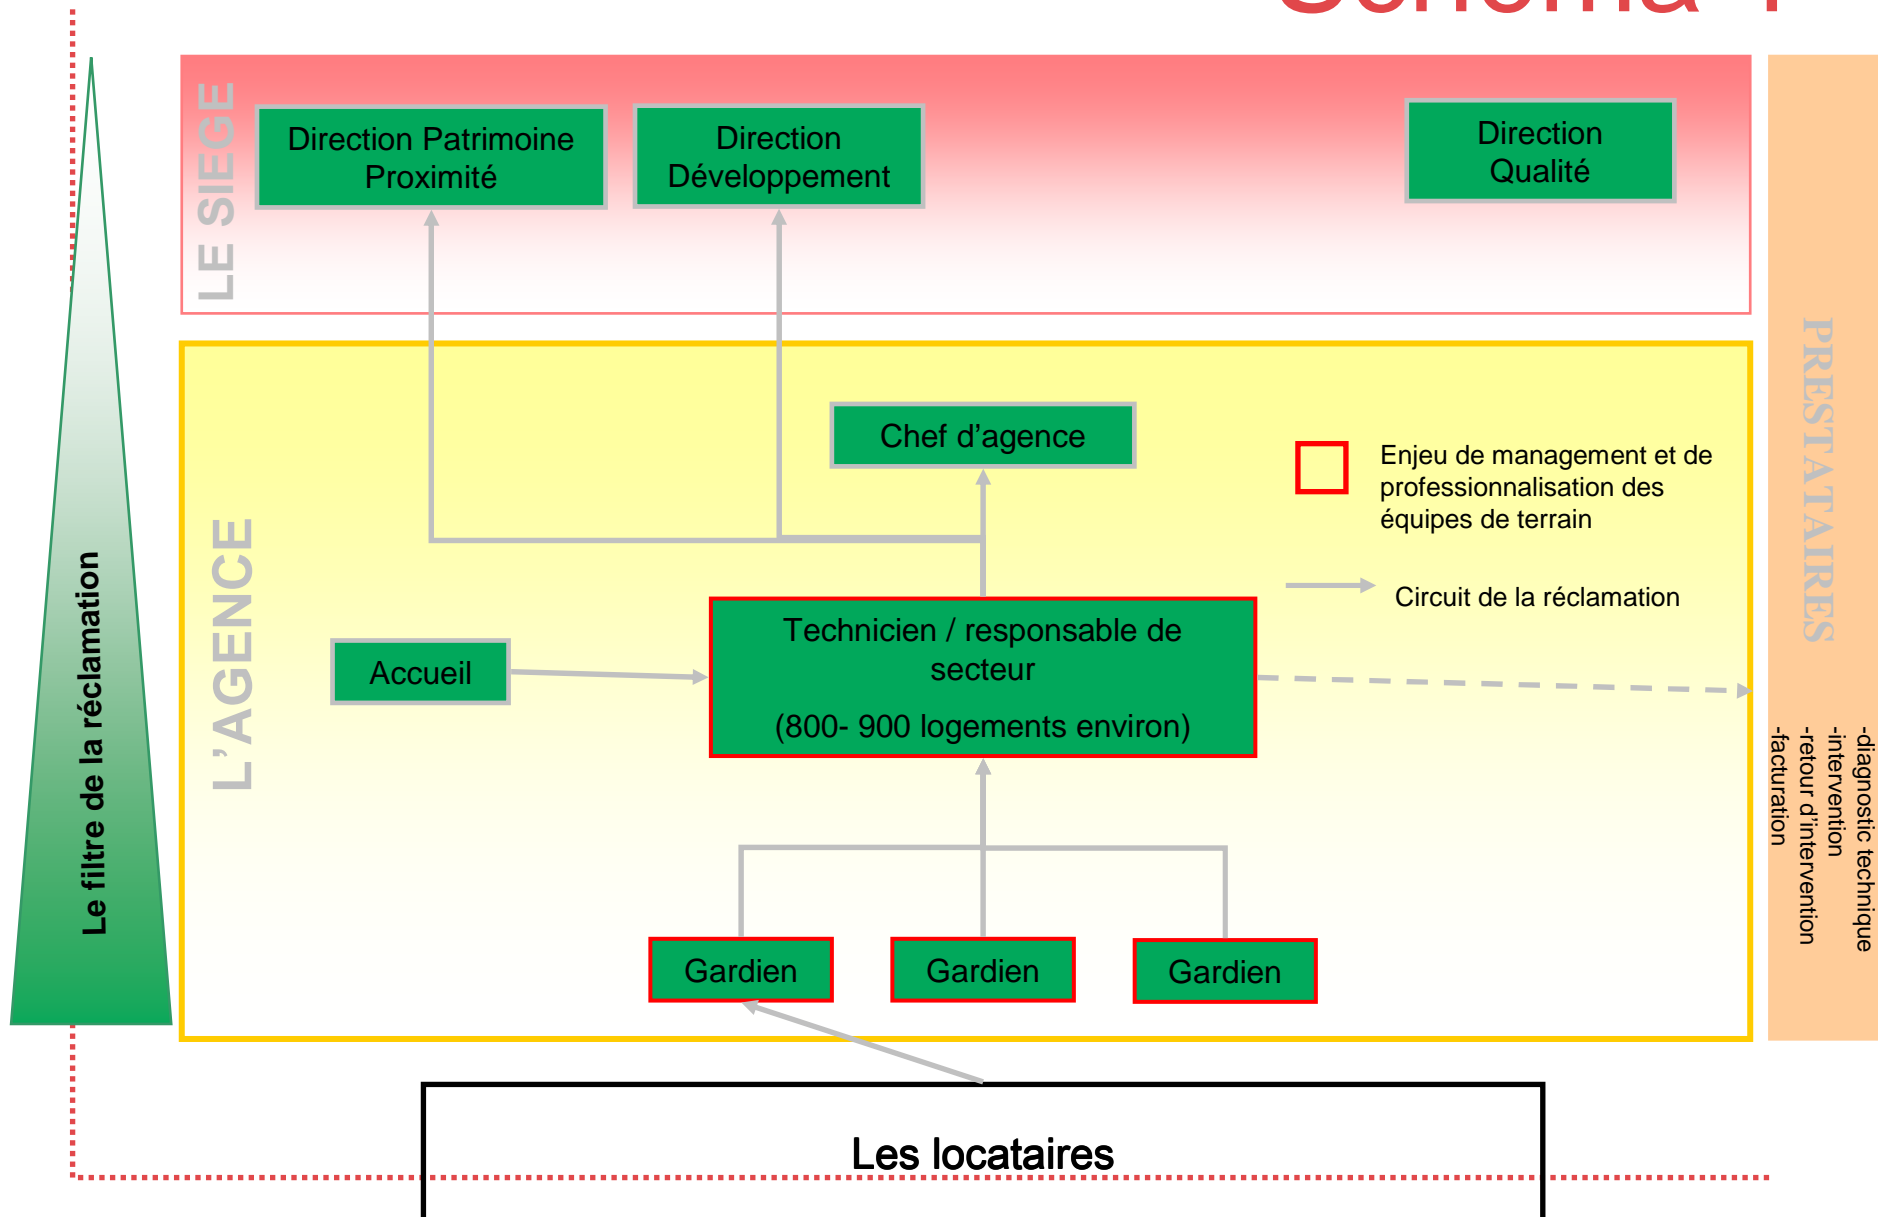 LE SIEGE
Direction Patrimoine
Proximité
Direction
Développement
Direction
Qualité
PRESTATAIRES
-diagnostic technique
-intervention
-retour d'intervention
-facturation
Le filtre de la réclamation
L'AGENCE
Chef d'agence
Enjeu de management et de
professionnalisation des
équipes de terrain
Circuit de la réclamation
Accueil
Technicien / responsable de
secteur
(800- 900 logements environ)
Gardien
Gardien
Gardien
Les locataires